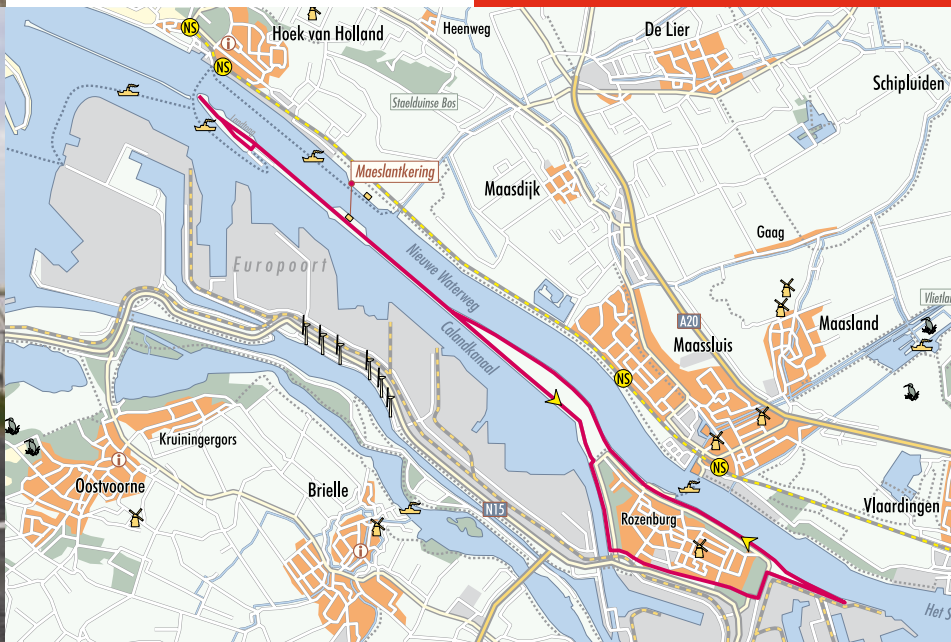 NS
Hoek van Holland
i
NS
Heenweg
De Lier
Schipluiden
Staelduinse Bos
Maeslantkering
Maasdijk
Gaag
Europoort
Nieuwe Waterweg
Calandkanaal
A20
Maassluis
Maasland
NS
Kruiningergors
i
Oostvoorne
Brielle
NS
N15
Rozenburg
Vlaardingen
i
Het